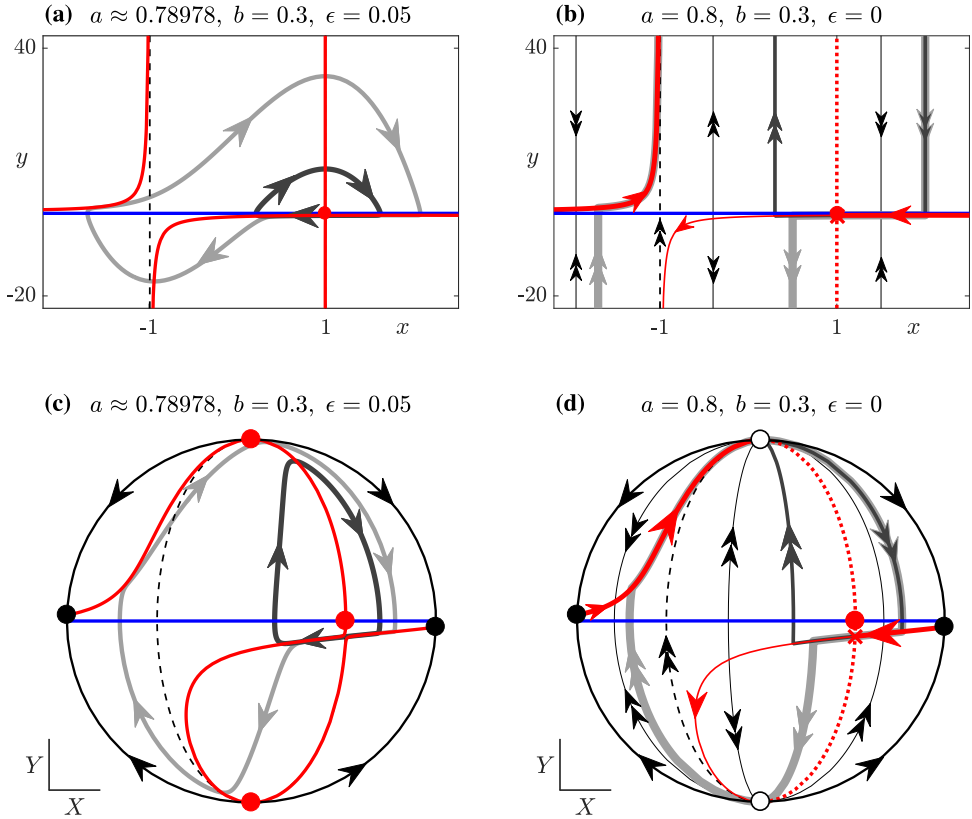 (a) a ≈ 0.78978, b = 0.3, ϵ = 0.05
40
y
-20
-1
1
x
(b) a = 0.8, b = 0.3, ϵ = 0
40
y
-20
-1
1
x
(c) a ≈ 0.78978, b = 0.3, ϵ = 0.05
Y
X
(d) a = 0.8, b = 0.3, ϵ = 0
Y
X